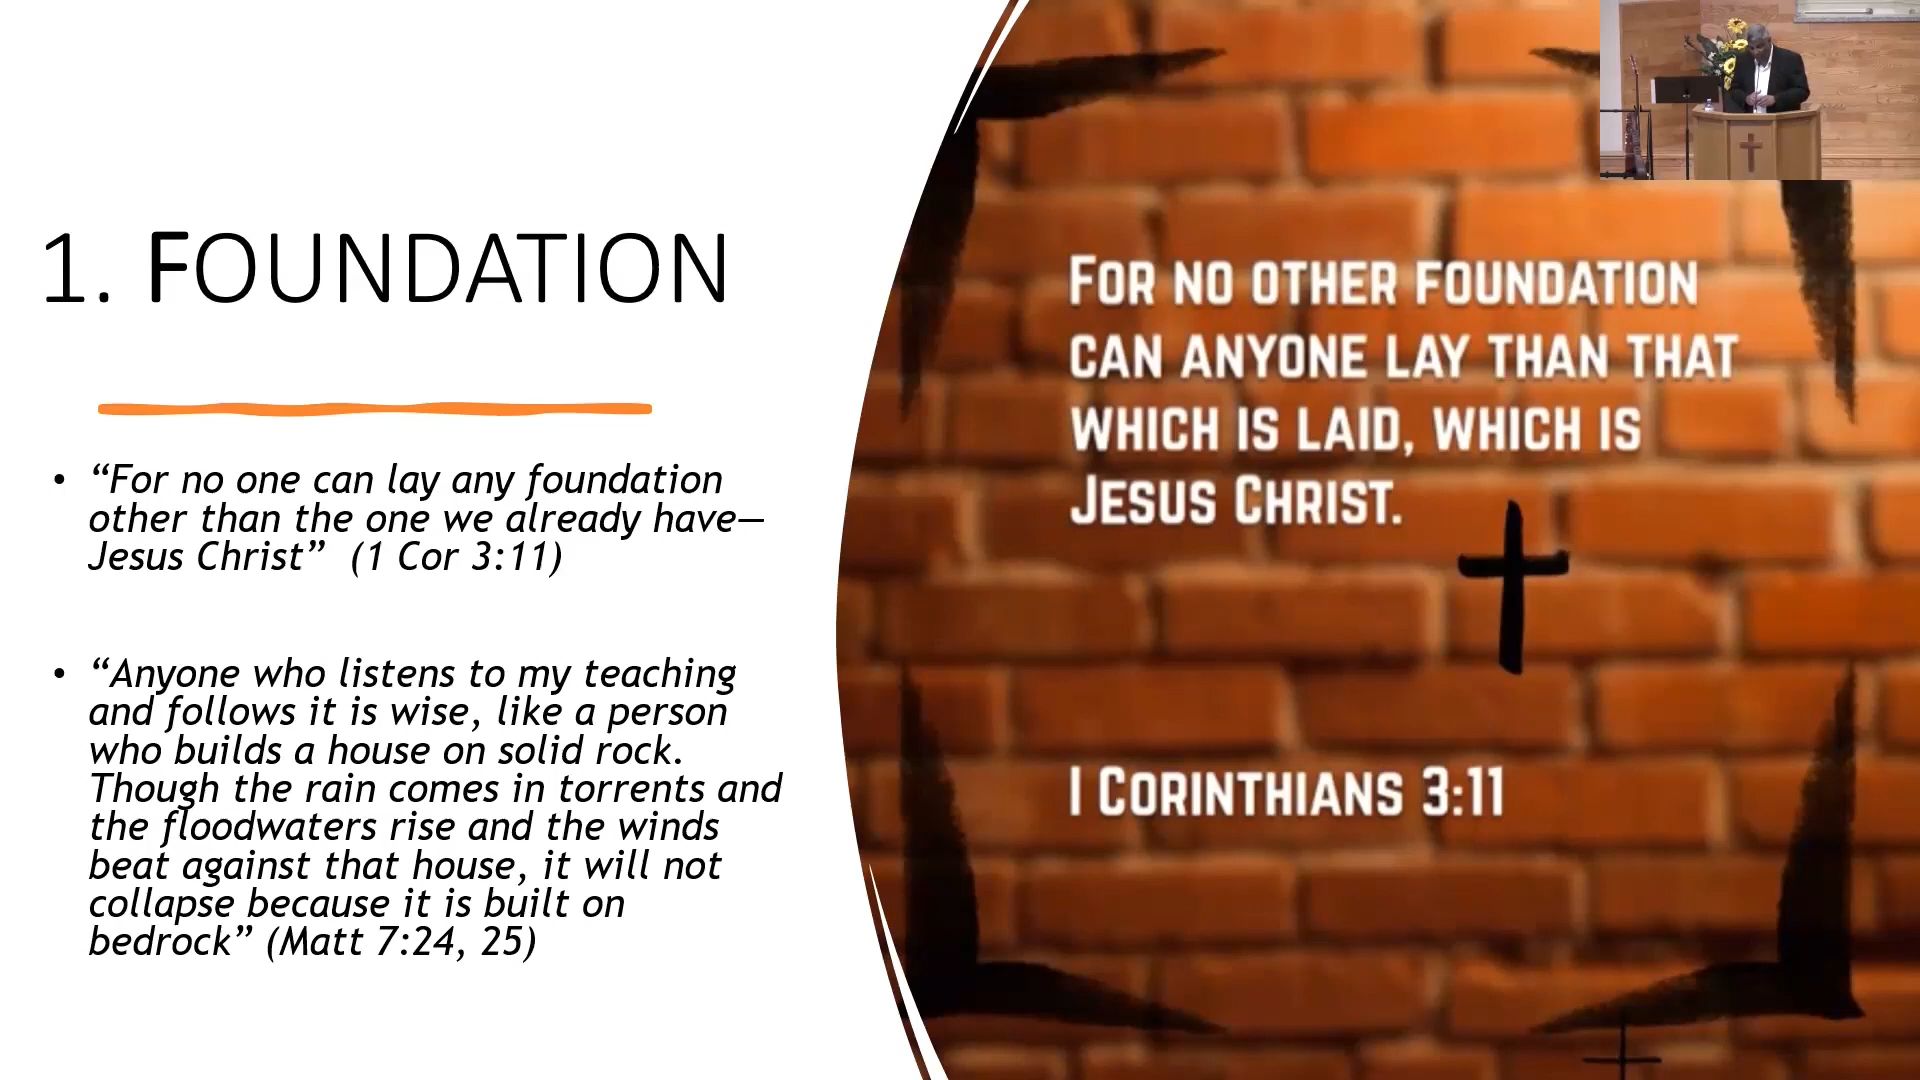 1. FOUNDATION
• “For no one can lay any foundation
other than the one we already have—
Jesus Christ”  (1 Cor 3:11)
• “Anyone who listens to my teaching
and follows it is wise, like a person
who builds a house on solid rock.
Though the rain comes in torrents and
the floodwaters rise and the winds
beat against that house, it will not
collapse because it is built on
bedrock” (Matt 7:24, 25)
For no other foundation
can anyone lay than that
which is laid, which is
Jesus Christ.
I Corinthians 3:11